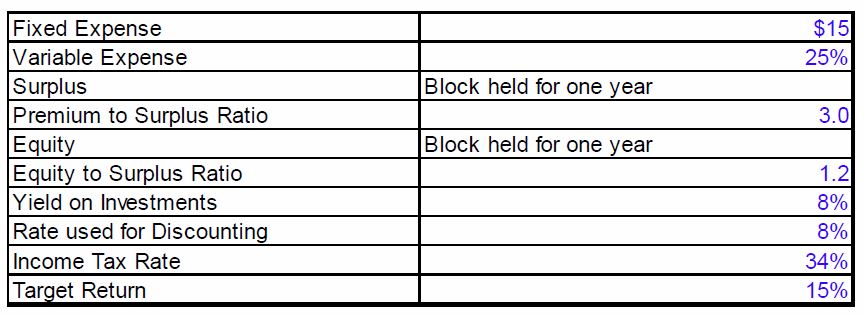 Fixed Expense $15
Variable Expense 25%
Surplus Block held for one year
Premium to Surplus Ratio 3.0
Equity Block held for one year
Equity to Surplus Ratio 1.2
Yield on Investments 8%
Rate used for Discounting 8%
Income Tax Rate 34%
Target Return 15%